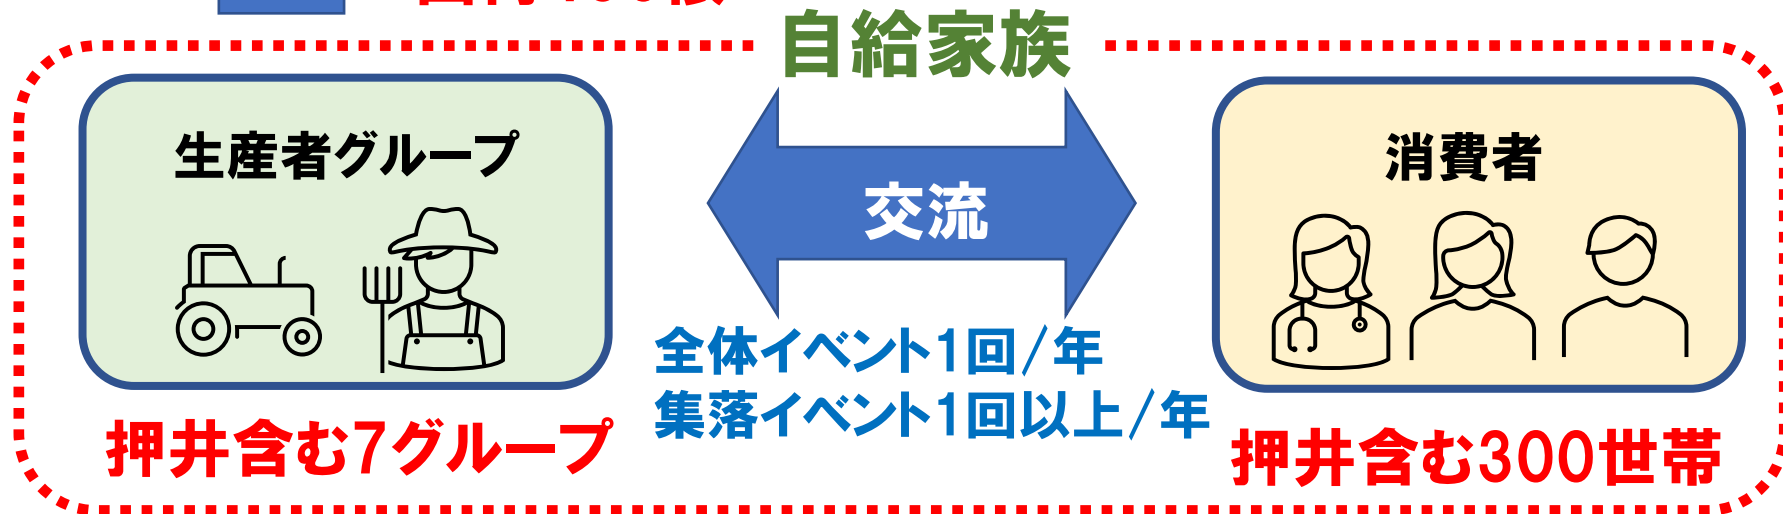 自給家族
生産者グループ
消費者
交流
全体イベント1回/年
集落イベント1回以上/年
押井含む7グループ
押井含む300世帯